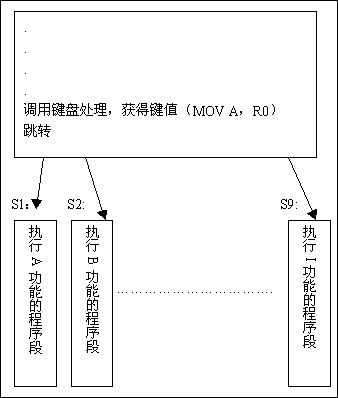 .
.
.
.
调用键盘处理，获得键值（MOV A，R0）
跳转
S1：
S2:
S9:
执行A功能的程序段
执行B功能的程序段
……………………………
执行I功能的程序段